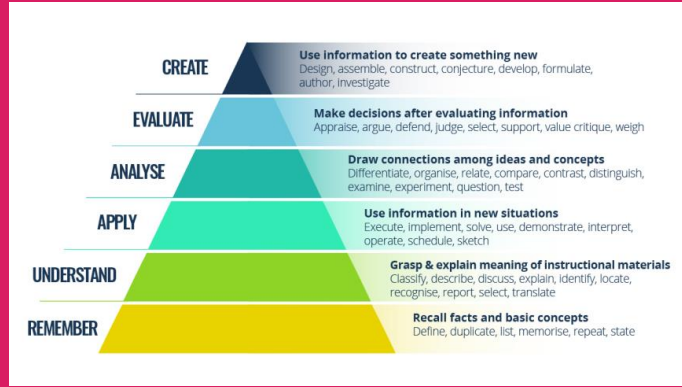 CREATE
Use information to create something new
Design, assemble, construct, conjecture, develop, formulate,
author, investigate
EVALUATE
Make decisions after evaluating information
Appraise, argue, defend, judge, select, support, value critique, weigh
ANALYSE
Draw connections among ideas and concepts
Differentiate, organise, relate, compare, contrast, distinguish,
examine, experiment, question, test
APPLY
Use information in new situations
Execute, implement, solve, use, demonstrate, interpret,
operate, schedule, sketch
UNDERSTAND
Grasp & explain meaning of instructional materials
Classify, describe, discuss, explain, identify, locate,
recognise, report, select, translate
REMEMBER
Recall facts and basic concepts
Define, duplicate, list, memorise, repeat, state